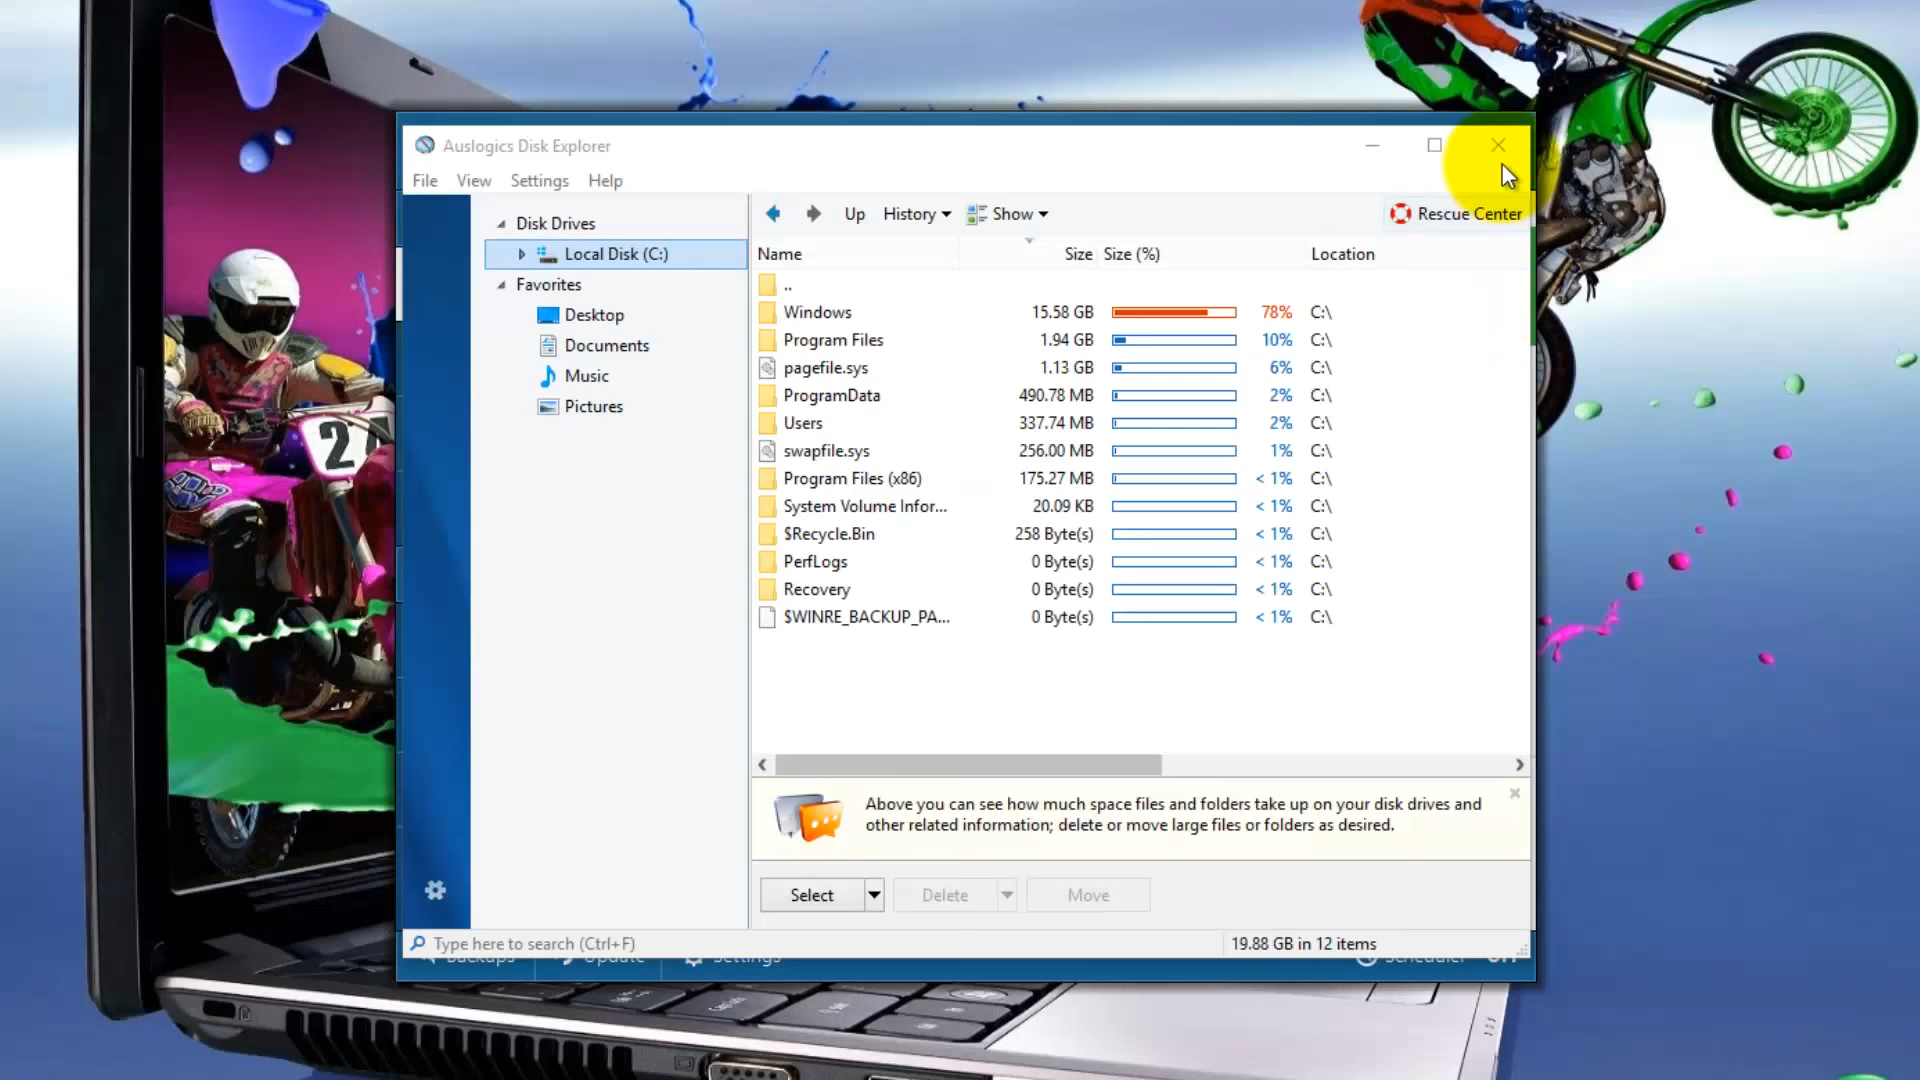 Auslogics Disk Explorer
File View Settings Help
Up History Show Rescue Center
Disk Drives
Local Disk (C:)
Favorites
Desktop
Documents
Music
Pictures
Name Size Size (%) Location
..
Windows 15.58 GB 78% C:\
Program Files 1.94 GB 10% C:\
pagefile.sys 1.13 GB 6% C:\
ProgramData 490.78 MB 2% C:\
Users 337.74 MB 2% C:\
swapfile.sys 256.00 MB 1% C:\
Program Files (x86) 175.27 MB < 1% C:\
System Volume Infor... 20.09 KB < 1% C:\
$Recycle.Bin 258 Byte(s) < 1% C:\
PerfLogs 0 Byte(s) < 1% C:\
Recovery 0 Byte(s) < 1% C:\
$WINRE_BACKUP_PA... 0 Byte(s) < 1% C:\
Above you can see how much space files and folders take up on your disk drives and
other related information; delete or move large files or folders as desired.
Select Delete Move
Type here to search (Ctrl+F) 19.88 GB in 12 items
Backups Update Settings Scheduler